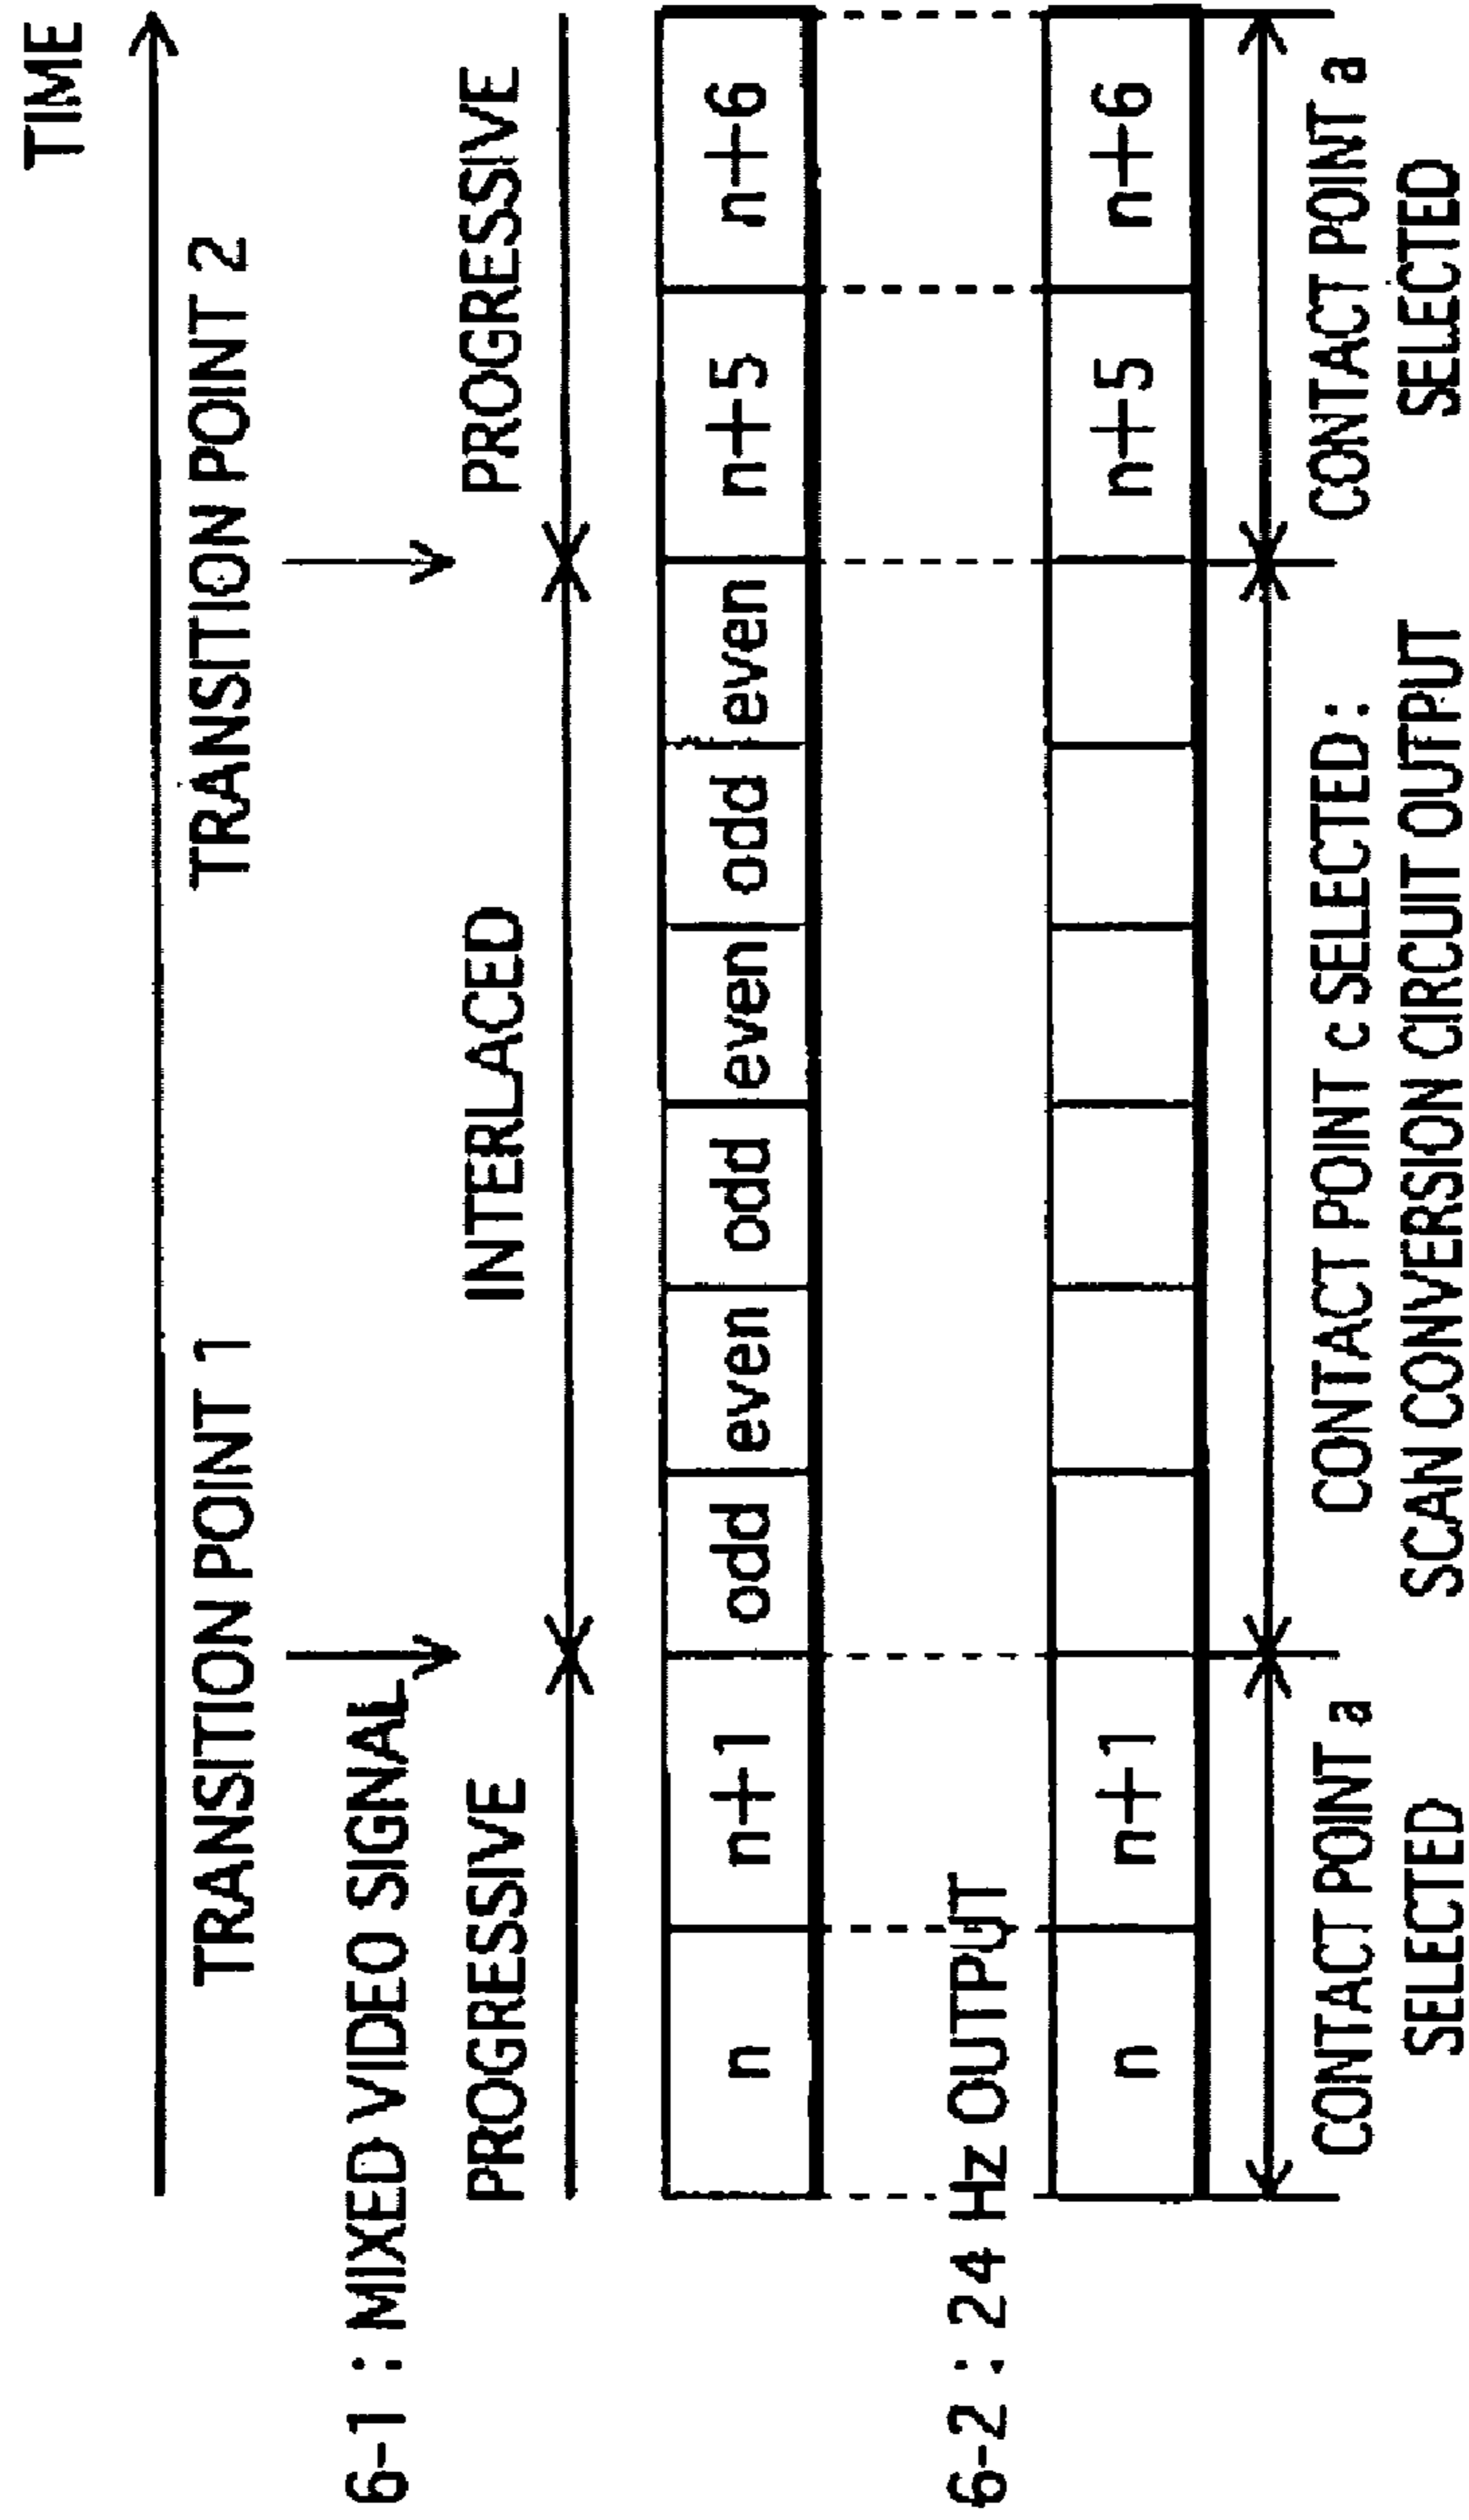 TIME
TRANSITION POINT 1
TRANSITION POINT 2
6-1 : MIXED VIDEO SIGNAL
PROGRESSIVE
INTERLACED
PROGRESSIVE
n
n+1
odd
even
odd
even
odd
even
n+5
n+6
6-2 : 24 Hz OUTPUT
n
n+1
n+5
n+6
CONTACT POINT a
SELECTED
CONTACT POINT c SELECTED:
SCAN CONVERSION CIRCUIT OUTPUT
CONTACT POINT a
SELECTED